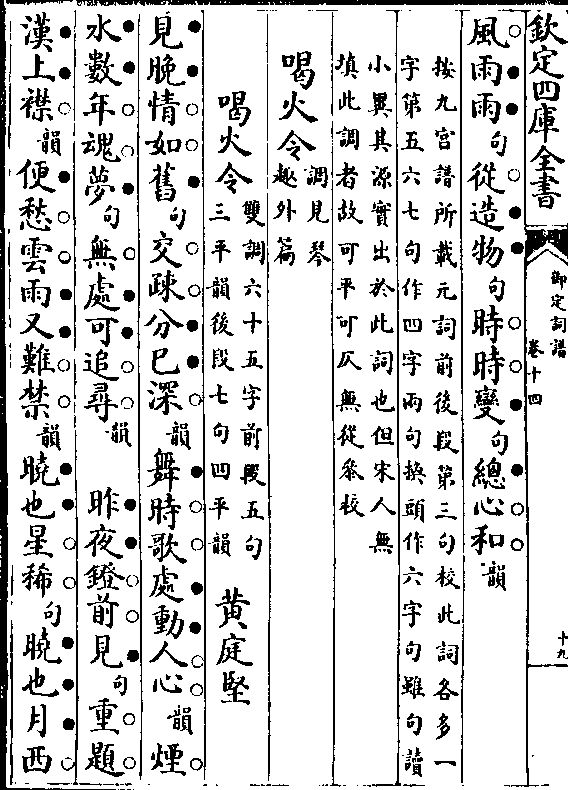 欽定四庫全書
御定詞譜
卷十四
十九
風雨雨句從造物句時時變句總心和韻
按九宮譜所載元詞前後段第三句校此詞各多一
字第五六七句作四字兩句換頭作六字句雖句讀
小異其源實出於此詞也但宋人無
填此調者故可平可仄無從叅校
喝火令調見琴
趣外篇
喝火令雙調六十五字前段五句
三平韻後段七句四平韻
黄庭堅
見晩情如舊句交疎分已深韻舞時歌處動人心韻煙
水數年魂夢句無處可追尋韻 昨夜鐙前見句重題
漢上襟韻便愁雲雨又難禁韻曉也星稀句曉也月西